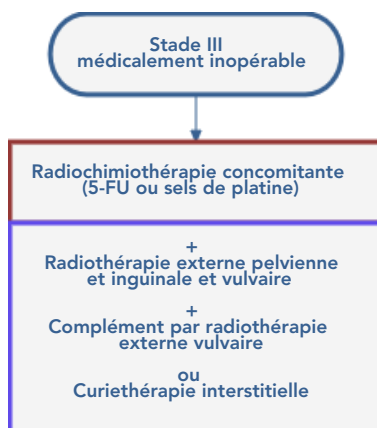 Stade III
médicalement inopérable
Radiochimiothérapie concomitante
(5-FU ou sels de platine)
+
Radiothérapie externe pelvienne
et inguinale et vulvaire
+
Complément par radiothérapie
externe vulvaire
ou
Curiethérapie interstitielle